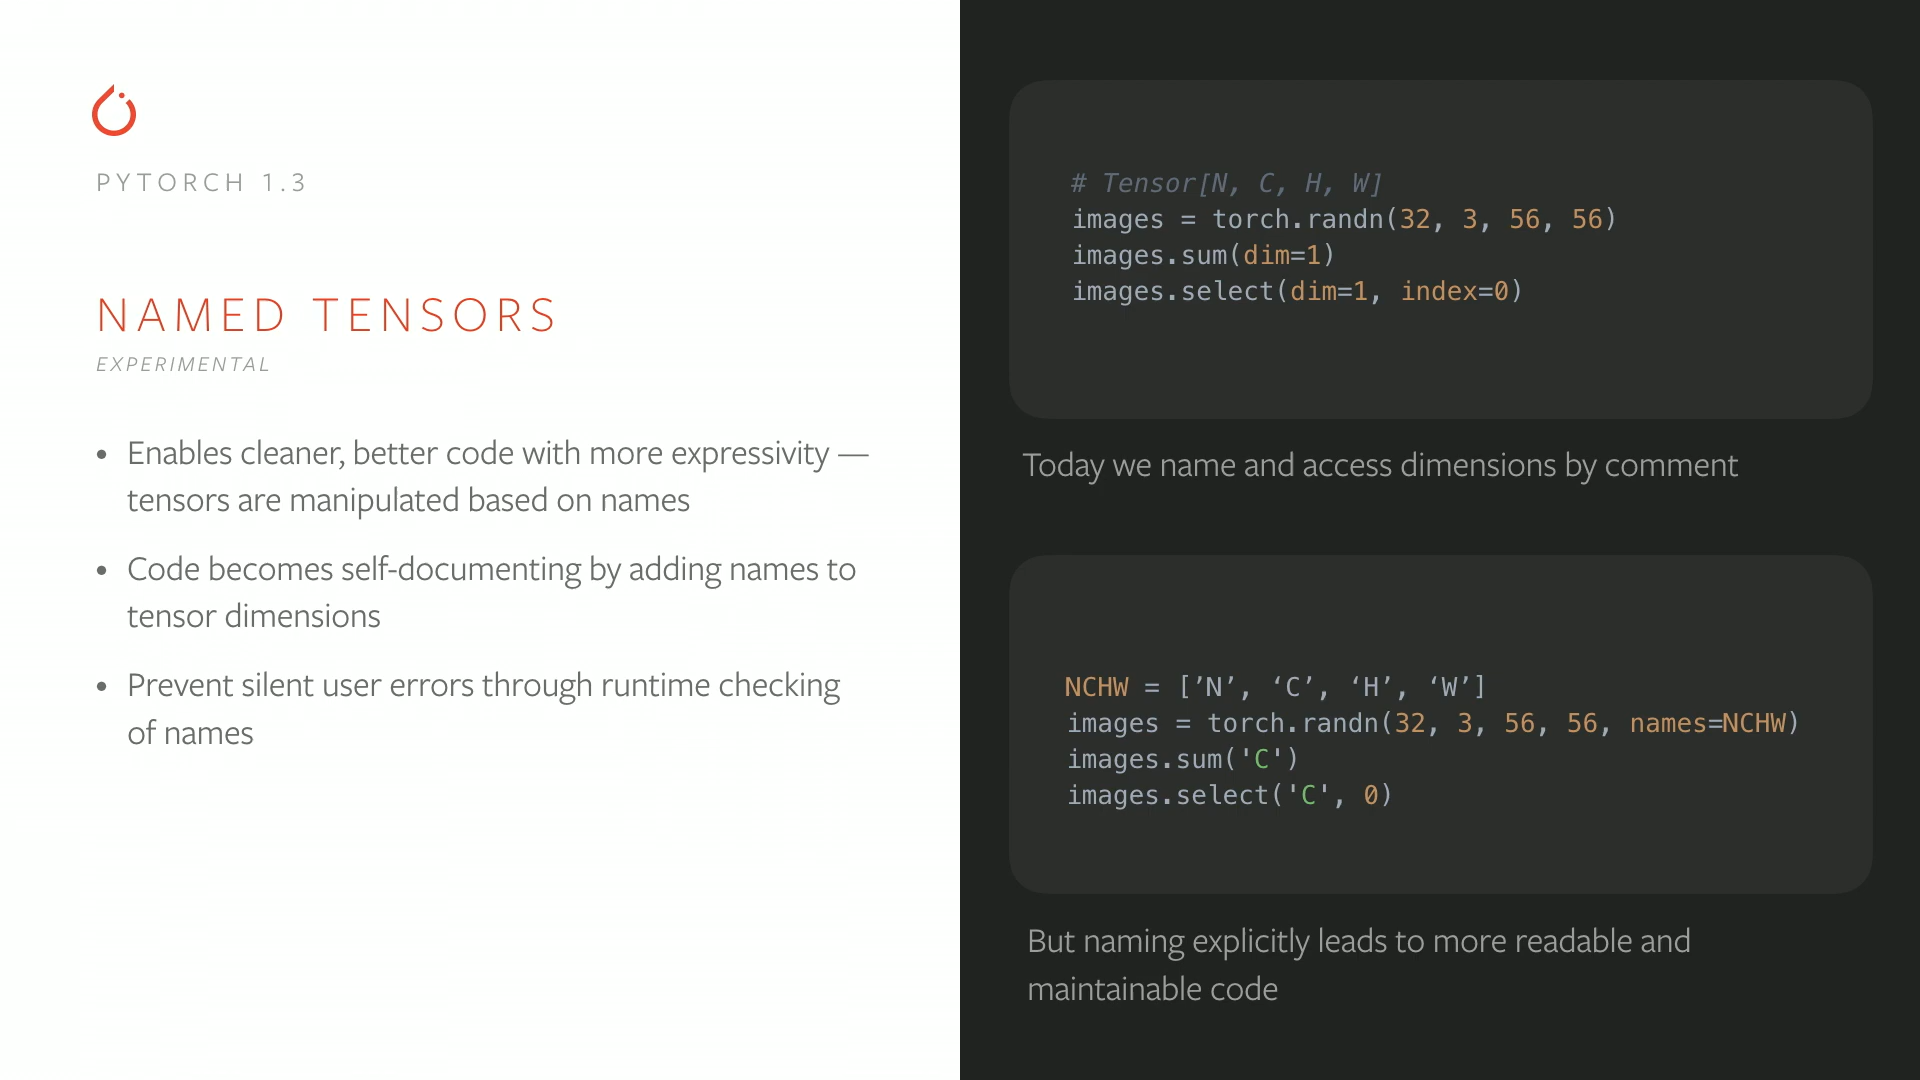 PYTORCH 1.3
NAMED TENSORS
EXPERIMENTAL
• Enables cleaner, better code with more expressivity —
tensors are manipulated based on names
• Code becomes self-documenting by adding names to
tensor dimensions
• Prevent silent user errors through runtime checking
of names
# Tensor[N, C, H, W]
images = torch.randn(32, 3, 56, 56)
images.sum(dim=1)
images.select(dim=1, index=0)
Today we name and access dimensions by comment
NCHW = [’N’, ‘C’, ‘H’, ‘W’]
images = torch.randn(32, 3, 56, 56, names=NCHW)
images.sum('C')
images.select('C', 0)
But naming explicitly leads to more readable and
maintainable code